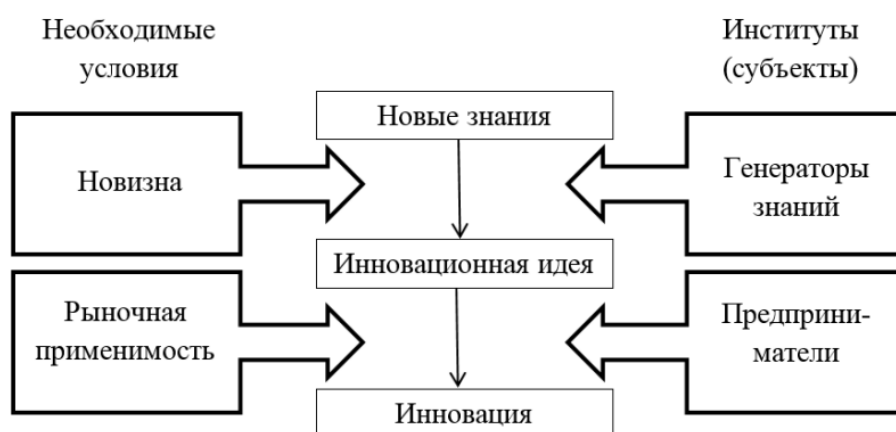 Необходимые
условия
Институты
(субъекты)
Новые знания
Новизна
Генераторы
знаний
Инновационная идея
Рыночная
применимость
Предприни-
матели
Инновация